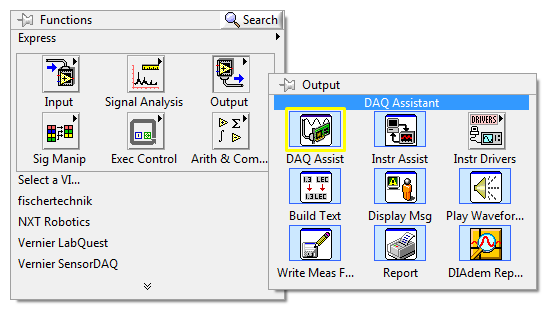 Functions
Search
Express
Input
Signal Analysis
Output
Sig Manip
Exec Control
Arith & Com...
Select a VI...
fischertechnik
NXT Robotics
Vernier LabQuest
Vernier SensorDAQ
Output
DAQ Assistant
DAQ Assist
Instr Assist
DRIVERS
Instr Drivers
1.3 LEC
1.3 LEC
Build Text
Display Msg
Play Wavefor...
Write Meas F...
Report
DIAdem Rep...